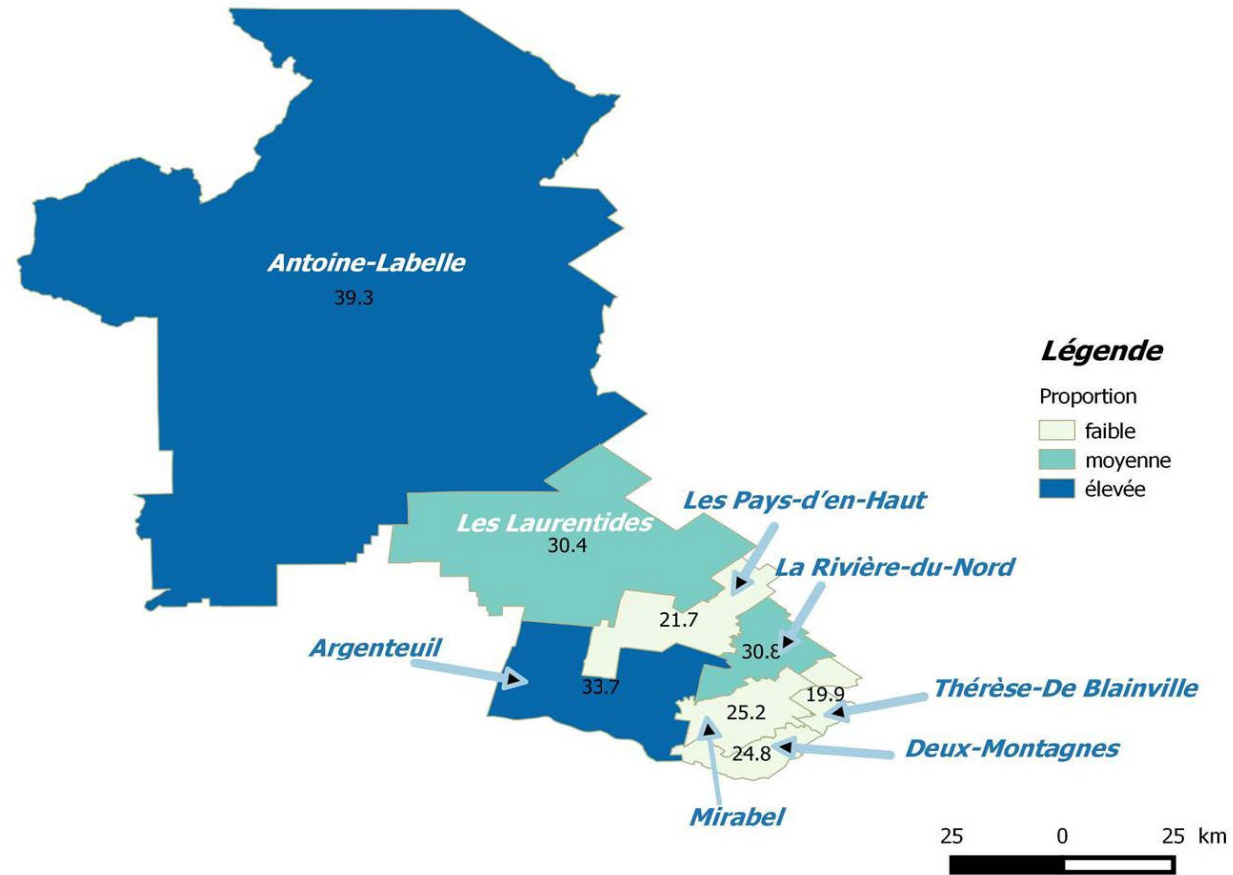 Antoine-Labelle
39.3
Légende
Proportion
faible
moyenne
élevée
Les Pays-d'en-Haut
Les Laurentides
30.4
La Rivière-du-Nord
21.7
Argenteuil
30.8
33.7
19.9
Thérèse-De Blainville
25.2
Deux-Montagnes
24.8
Mirabel
25 0 25 km